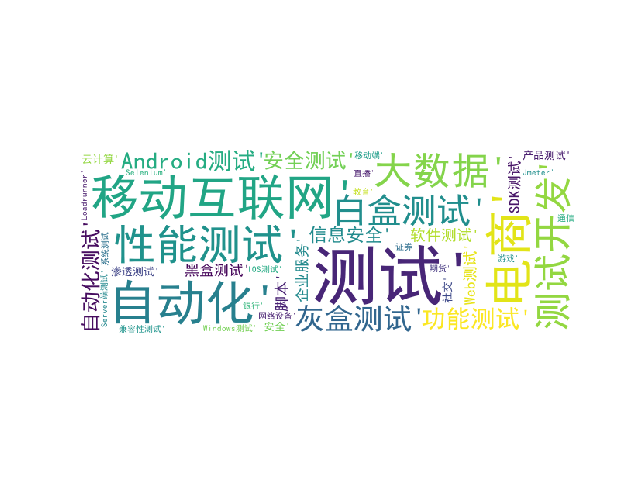 云计算'
Android测试'
安全测试'
移动端'
大数据'
产品测试'
Selenium'
直播'
SDK测试'
Jmeter'
Loadrunner'
移动互联网'
白盒测试'
电商'
测试开发'
通信
自动化测试'
系统测试
性能测试'
信息安全'
软件测试'
证券
游戏'
渗透测试'
黑盒测试'
IOS测试'
企业服务'
测试'
社交'
Web测试'
Server端测试'
自动化'
银行'
脚本'
网络设备'
灰盒测试'
功能测试'
兼容性测试'
Windows测试'
安全'